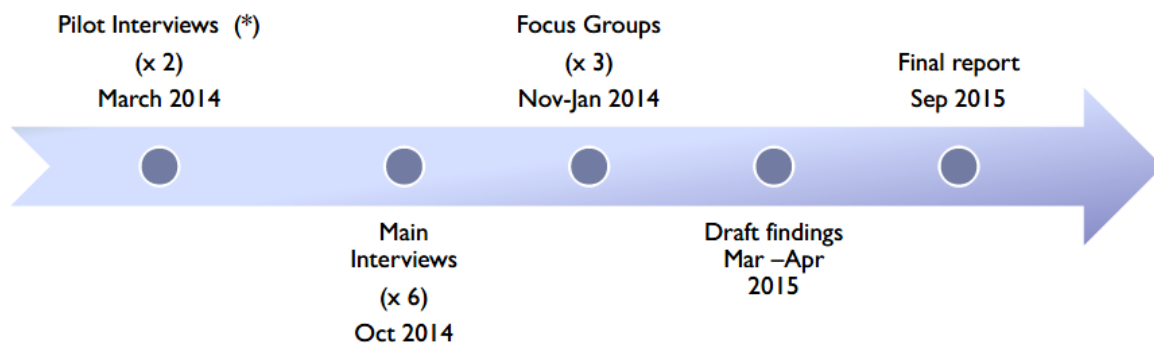 Pilot Interviews (*)
(x 2)
March 2014
Main
Interviews
(x 6)
Oct 2014
Focus Groups
(x 3)
Nov-Jan 2014
Draft findings
Mar –Apr
2015
Final report
Sep 2015